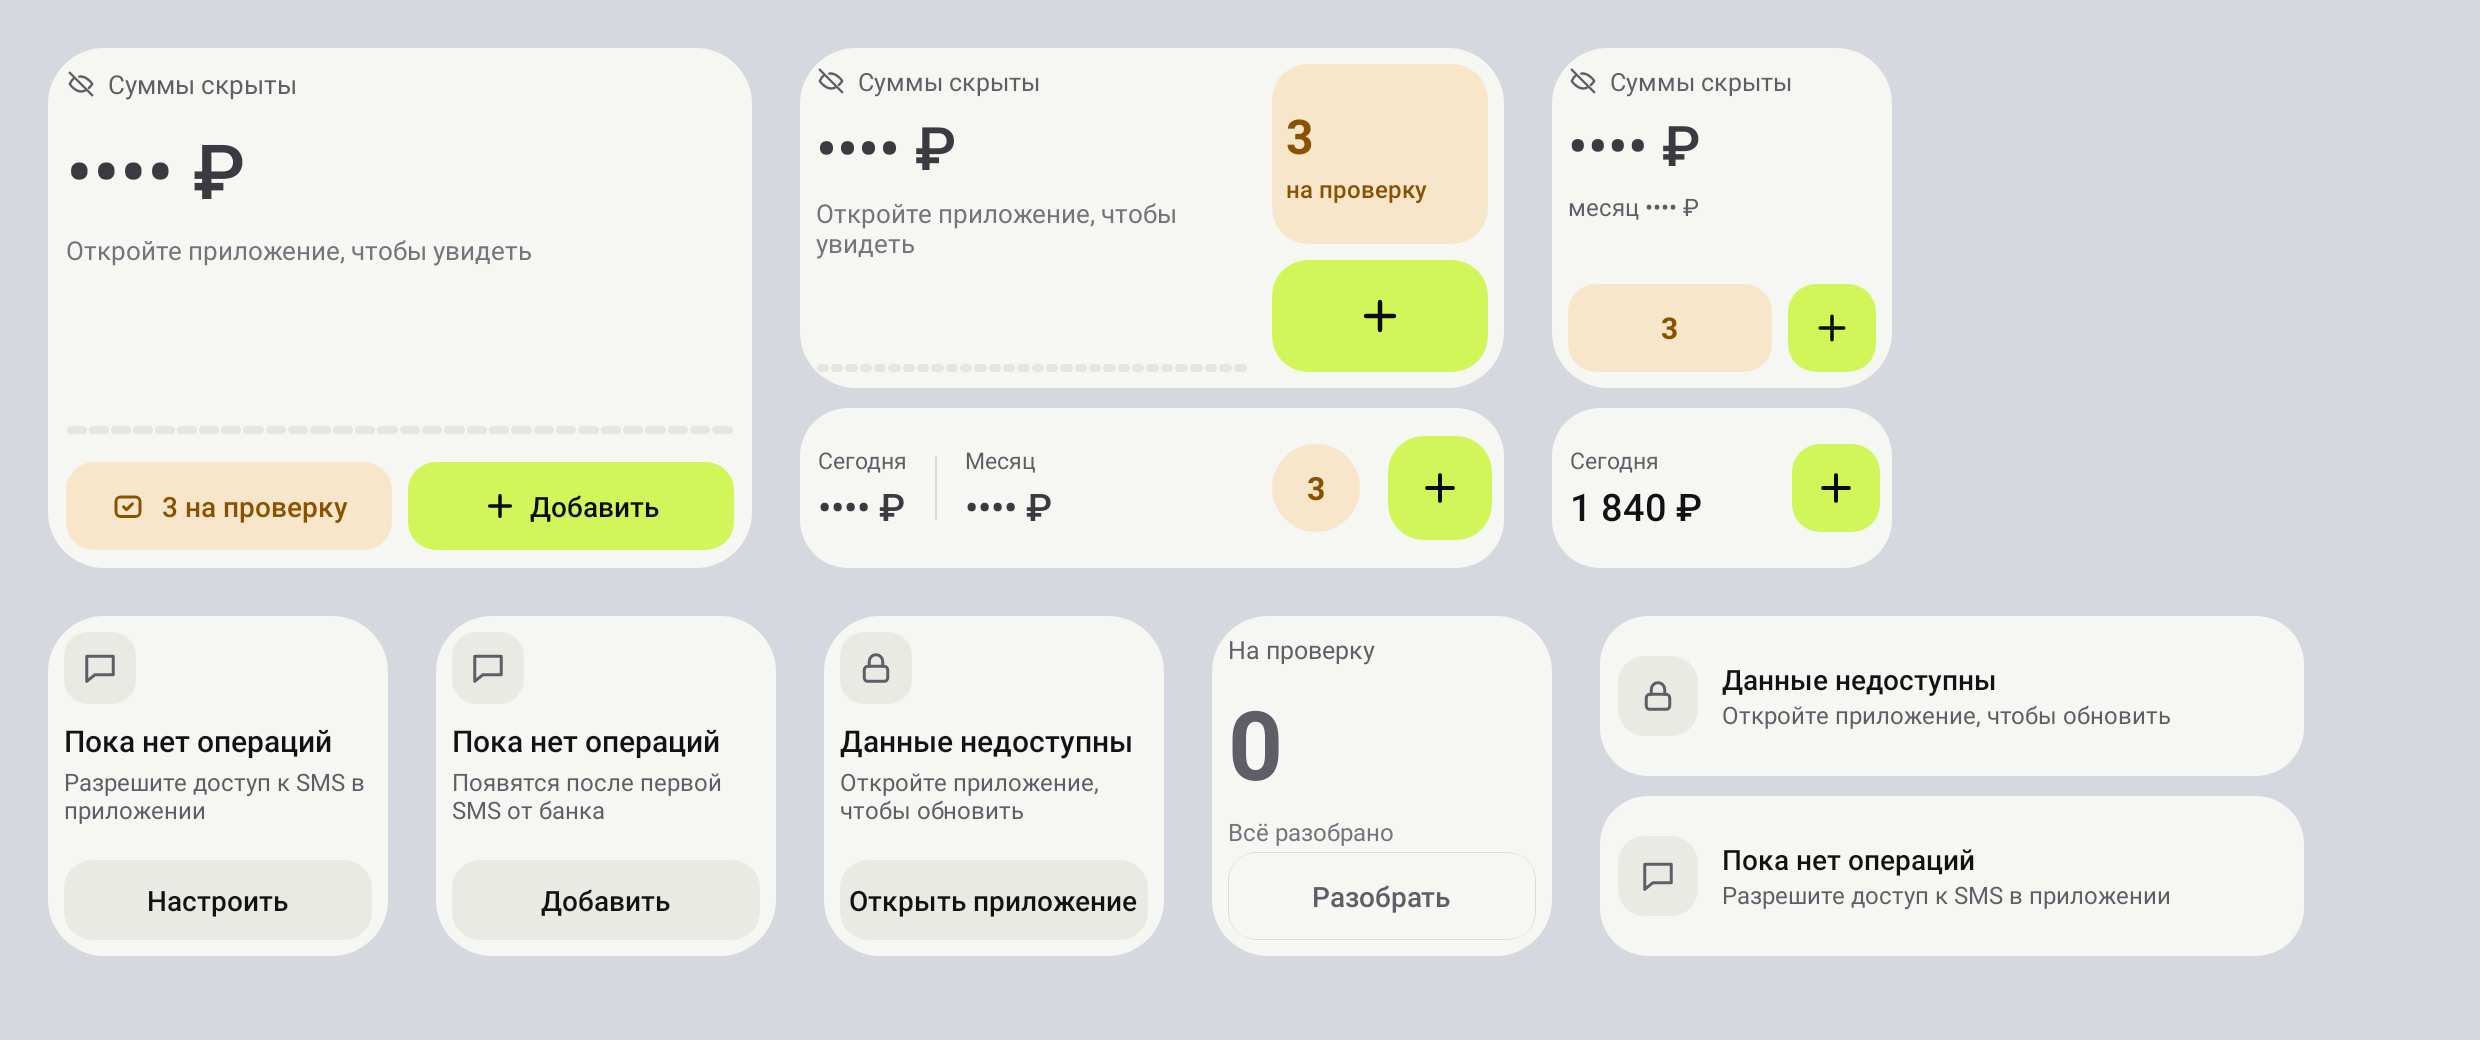 Суммы скрыты
•••• ₽
Откройте приложение, чтобы увидеть
3 на проверку
Добавить
Суммы скрыты
•••• ₽
Откройте приложение, чтобы
увидеть
3
на проверку
Суммы скрыты
•••• ₽
месяц •••• ₽
3
Сегодня
•••• ₽
Месяц
•••• ₽
3
Сегодня
1 840 ₽
Пока нет операций
Разрешите доступ к SMS в
приложении
Настроить
Пока нет операций
Появятся после первой
SMS от банка
Добавить
Данные недоступны
Откройте приложение,
чтобы обновить
Открыть приложение
На проверку
0
Всё разобрано
Разобрать
Данные недоступны
Откройте приложение, чтобы обновить
Пока нет операций
Разрешите доступ к SMS в приложении